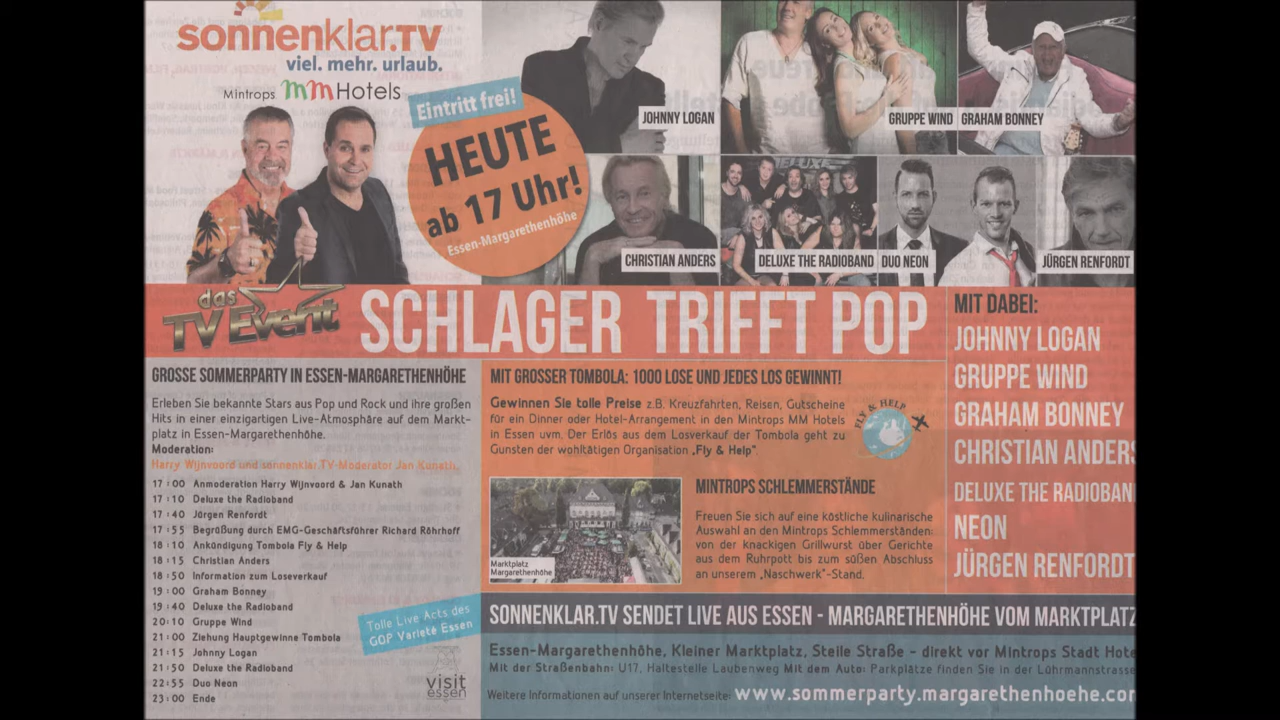 sonnenklar.TV
viel. mehr. urlaub.
Mintrops MM Hotels
Eintritt frei!
HEUTE
ab 17 Uhr!
Essen-Margarethenhöhe
JOHNNY LOGAN
GRUPPE WIND
GRAHAM BONNEY
CHRISTIAN ANDERS
DELUXE
DELUXE THE RADIOBAND
DUO NEON
JÜRGEN RENFORDT
das
TV Event
SCHLAGER TRIFFT POP
GROSSE SOMMERPARTY IN ESSEN-MARGARETHENHÖHE
Erleben Sie bekannte Stars aus Pop und Rock und ihre großen
Hits in einer einzigartigen Live-Atmosphäre auf dem Markt-
platz in Essen-Margarethenhöhe.
Moderation:
Harry Wijnvoord und sonnenklar.TV-Moderator Jan Kunath.
17:00 Anmoderation Harry Wijnvoord & Jan Kunath
17:10 Deluxe the Radioband
17:40 Jürgen Renfordt
17:55 Begrüßung durch EMG-Geschäftsführer Richard Röhrhoff
18:10 Ankündigung Tombola Fly & Help
18:15 Christian Anders
18:50 Information zum Loseverkauf
19:00 Graham Bonney
19:40 Deluxe the Radioband
20:10 Gruppe Wind
21:00 Ziehung Hauptgewinne Tombola
21:15 Johnny Logan
21:50 Deluxe the Radioband
22:55 Duo Neon
23:00 Ende
Tolle Live Acts des
GOP Varieté Essen
visit
essen
MIT GROSSER TOMBOLA: 1000 LOSE UND JEDES LOS GEWINNT!
Gewinnen Sie tolle Preise z.B. Kreuzfahrten, Reisen, Gutscheine
für ein Dinner oder Hotel-Arrangement in den Mintrops MM Hotels
in Essen uvm. Der Erlös aus dem Losverkauf der Tombola geht zu
Gunsten der wohltätigen Organisation „Fly & Help".
FLY & HELP
Marktplatz
Margarethenhöhe
MINTROPS SCHLEMMERSTÄNDE
Freuen Sie sich auf eine köstliche kulinarische
Auswahl an den Mintrops Schlemmerständen:
von der knackigen Grillwurst über Gerichte
aus dem Ruhrpott bis zum süßen Abschluss
an unserem „Naschwerk"-Stand.
MIT DABEI:
JOHNNY LOGAN
GRUPPE WIND
GRAHAM BONNEY
CHRISTIAN ANDERS
DELUXE THE RADIOBAN
NEON
JÜRGEN RENFORDT
SONNENKLAR.TV SENDET LIVE AUS ESSEN - MARGARETHENHÖHE VOM MARKTPLATZ
Essen-Margarethenhöhe, Kleiner Marktplatz, Steile Straße - direkt vor Mintrops Stadt Hote
Mit der Straßenbahn: U17, Haltestelle Laubenweg Mit dem Auto: Parkplätze finden Sie in der Lührmannstrasse
Weitere Informationen auf unserer Internetseite: www.sommerparty.margarethenhoehe.com